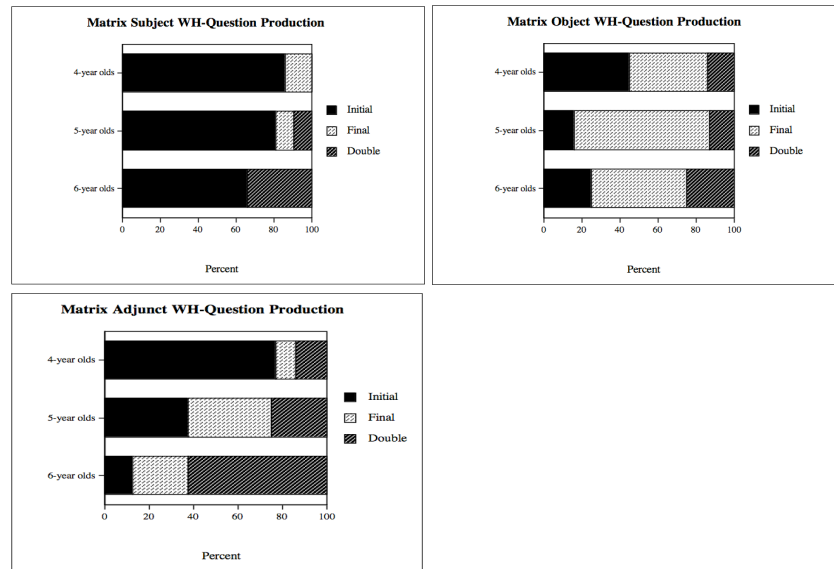 Matrix Subject WH-Question Production
4-year olds
5-year olds
6-year olds
0 20 40 60 80 100
Percent
Initial
Final
Double
Matrix Object WH-Question Production
4-year olds
5-year olds
6-year olds
0 20 40 60 80 100
Percent
Initial
Final
Double
Matrix Adjunct WH-Question Production
4-year olds
5-year olds
6-year olds
0 20 40 60 80 100
Percent
Initial
Final
Double